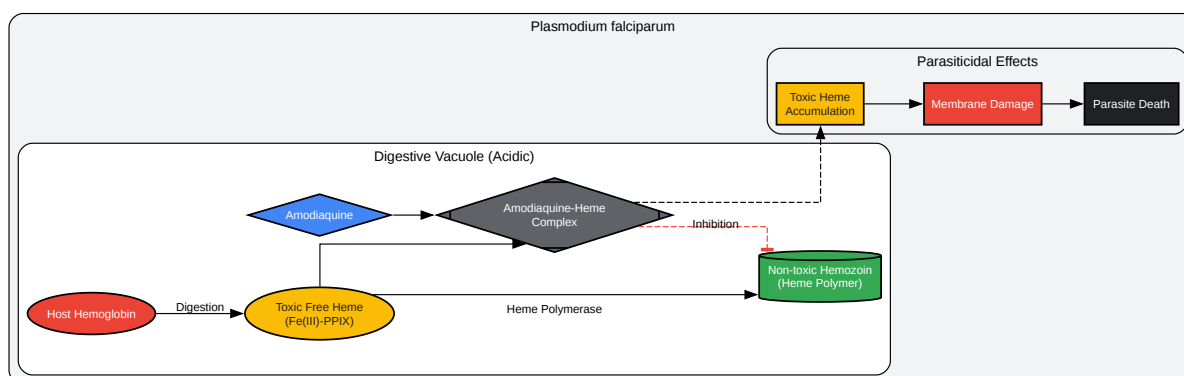 Plasmodium falciparum
Parasiticidal Effects
Toxic Heme
Accumulation
Membrane Damage
Parasite Death
Digestive Vacuole (Acidic)
Amodiaquine
Amodiaquine-Heme
Complex
Inhibition
Non-toxic Hemozoin
(Heme Polymer)
Host Hemoglobin
Digestion
Toxic Free Heme
(Fe(III)-PPIX)
Heme Polymerase